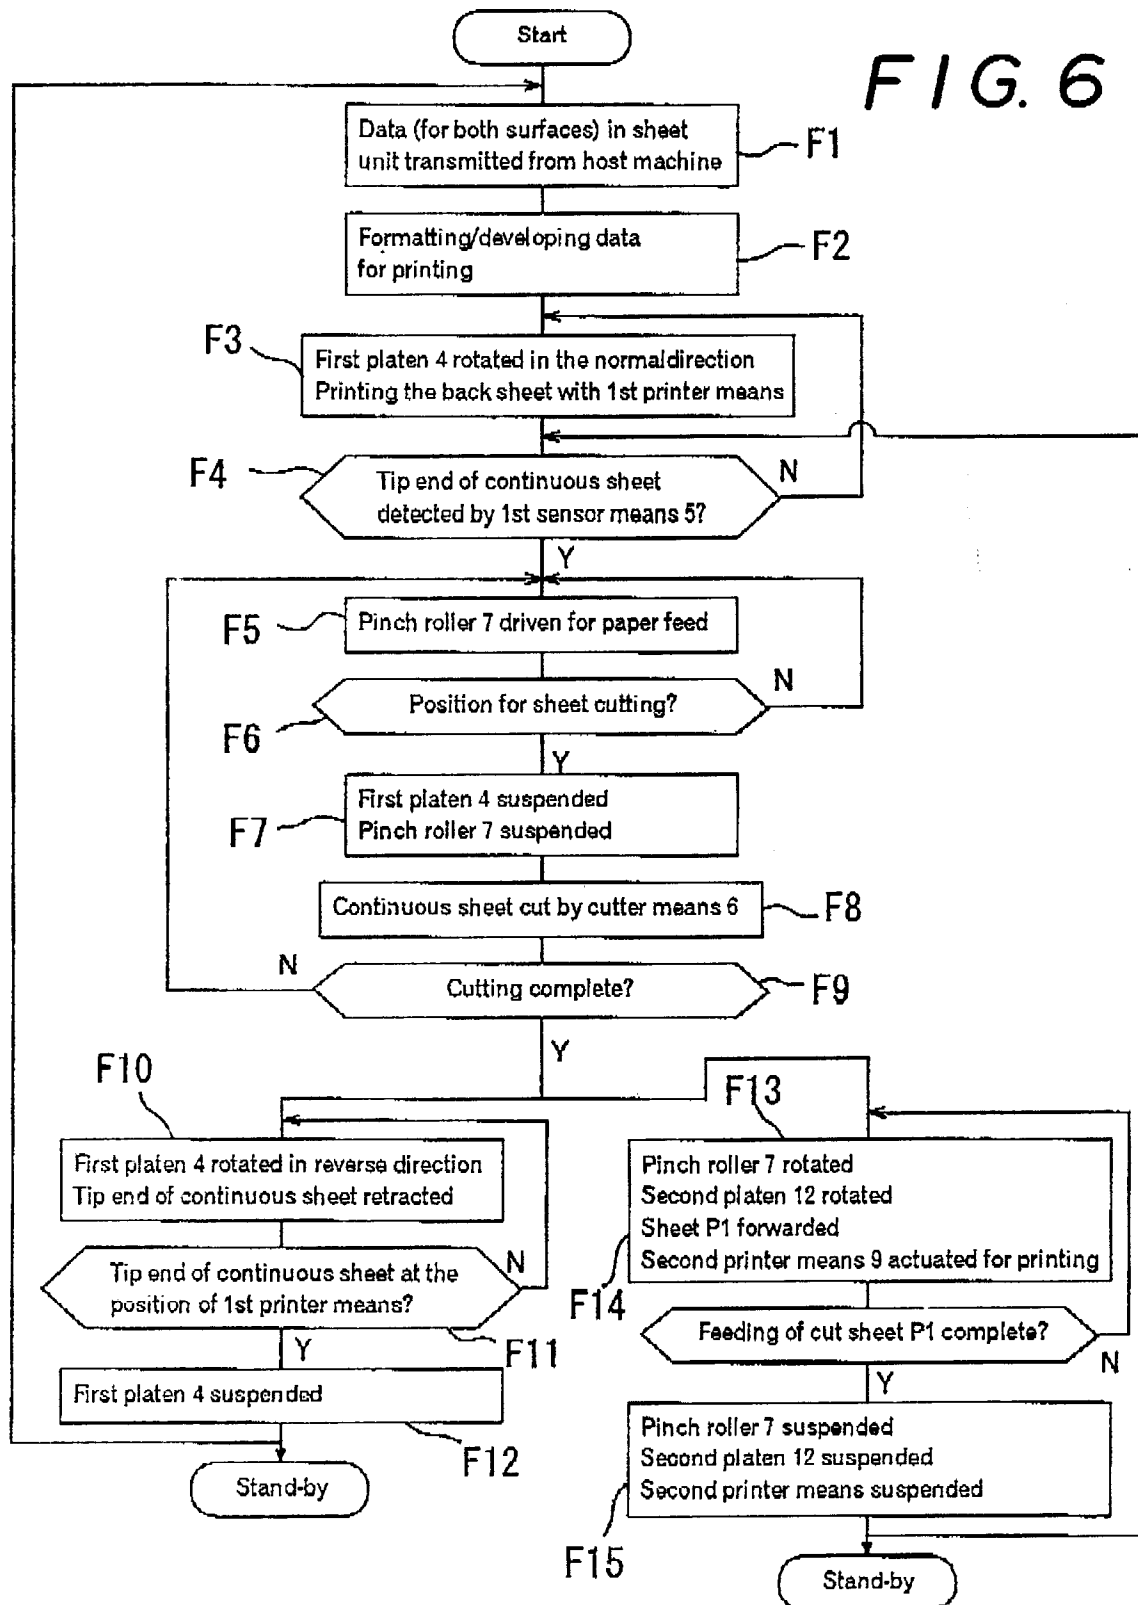 Start
FIG. 6
Data (for both surfaces) in sheet
unit transmitted from host machine
F1
Formatting/developing data
for printing
F2
F3
First platen 4 rotated in the normaldirection
Printing the back sheet with 1st printer means
F4
Tip end of continuous sheet
detected by 1st sensor means 5?
N
Y
F5
Pinch roller 7 driven for paper feed
Position for sheet cutting?
N
F6
Y
First platen 4 suspended
Pinch roller 7 suspended
F7
Continuous sheet cut by cutter means 6
F8
N
Cutting complete?
F9
Y
F10
F13
First platen 4 rotated in reverse direction
Tip end of continuous sheet retracted
Pinch roller 7 rotated
Second platen 12 rotated
Sheet P1 forwarded
Second printer means 9 actuated for printing
N
Tip end of continuous sheet at the
position of 1st printer means?
F14
Feeding of cut sheet P1 complete?
F11
N
Y
Y
First platen 4 suspended
Pinch roller 7 suspended
Second platen 12 suspended
Second printer means suspended
F12
Stand-by
F15
Stand-by